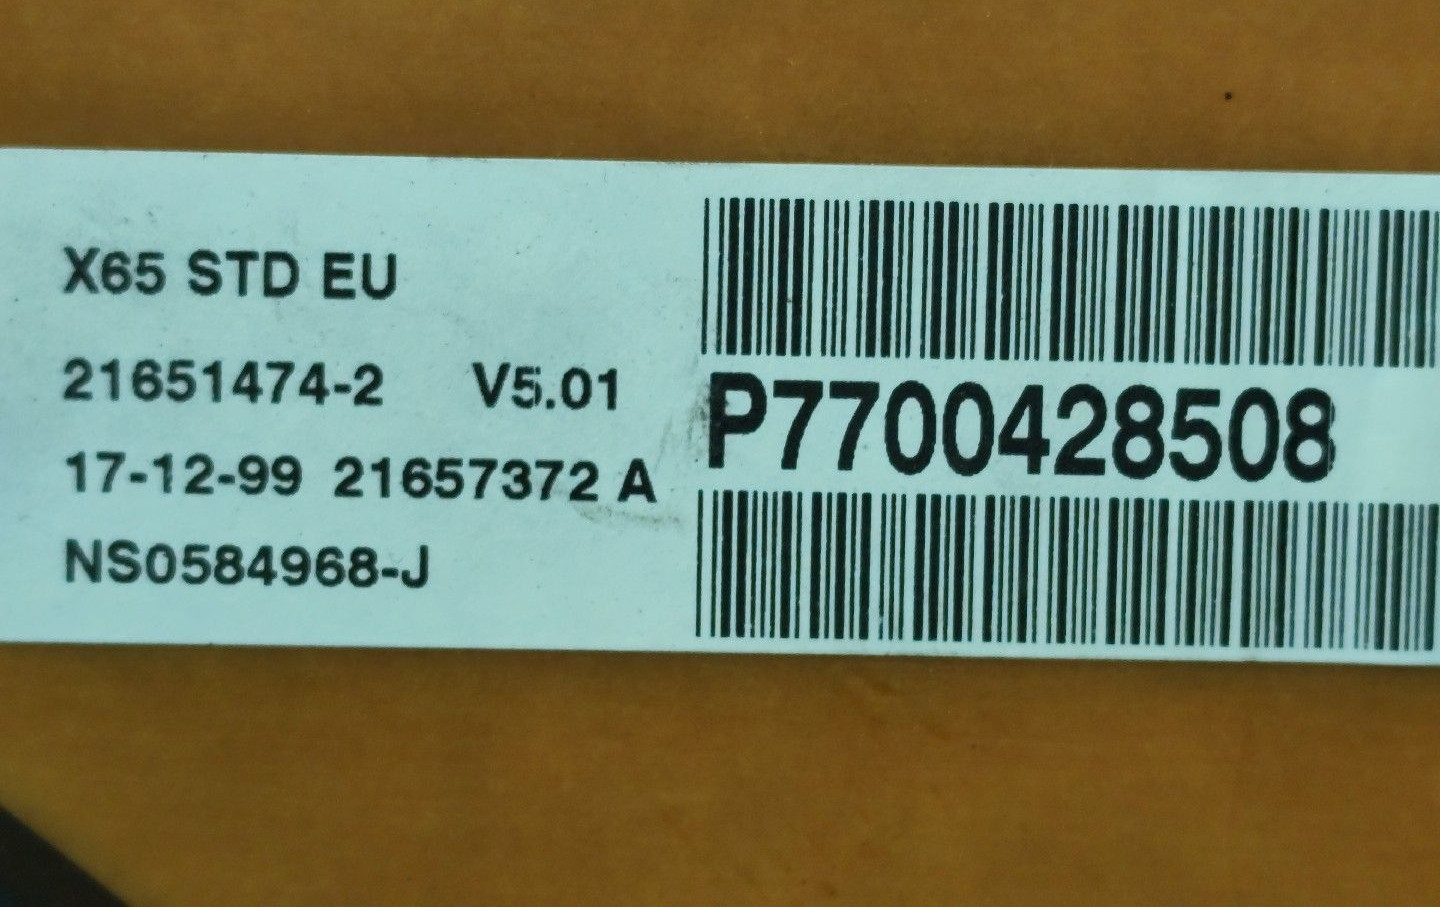 X65 STD EU
21651474-2 V5.01
17-12-99 21657372 A
NS0584968-J
P7700428508